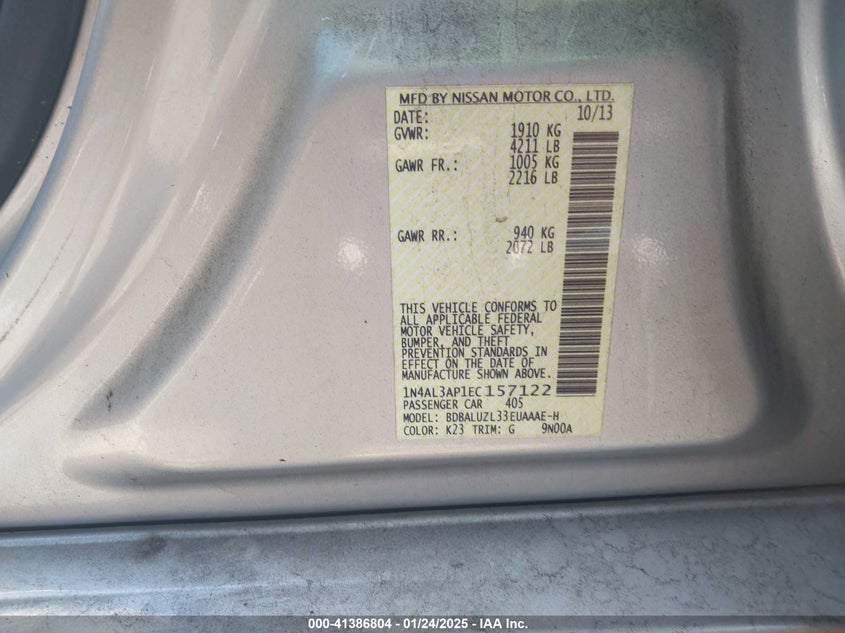 MFD BY NISSAN MOTOR CO., LTD.
DATE: 10/13
GVWR: 1910 KG
4211 LB
GAWR FR.: 1005 KG
2216 LB
GAWR RR.: 940 KG
2072 LB
THIS VEHICLE CONFORMS TO
ALL APPLICABLE FEDERAL
MOTOR VEHICLE SAFETY,
BUMPER, AND THEFT
PREVENTION STANDARDS IN
EFFECT ON THE DATE OF
MANUFACTURE SHOWN ABOVE.
1N4AL3AP1EC157122
PASSENGER CAR 405
MODEL: BDBALUZL33EUAAAE-H
COLOR: K23 TRIM: G 9N00A
000-41386804 - 01/24/2025 - IAA Inc.